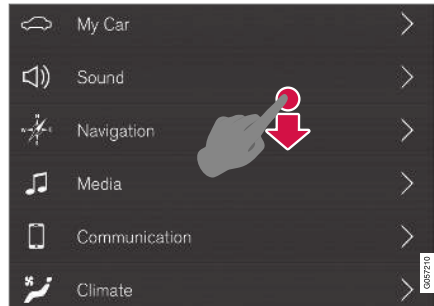 My Car
Sound
Navigation
Media
Communication
Climate
G057210